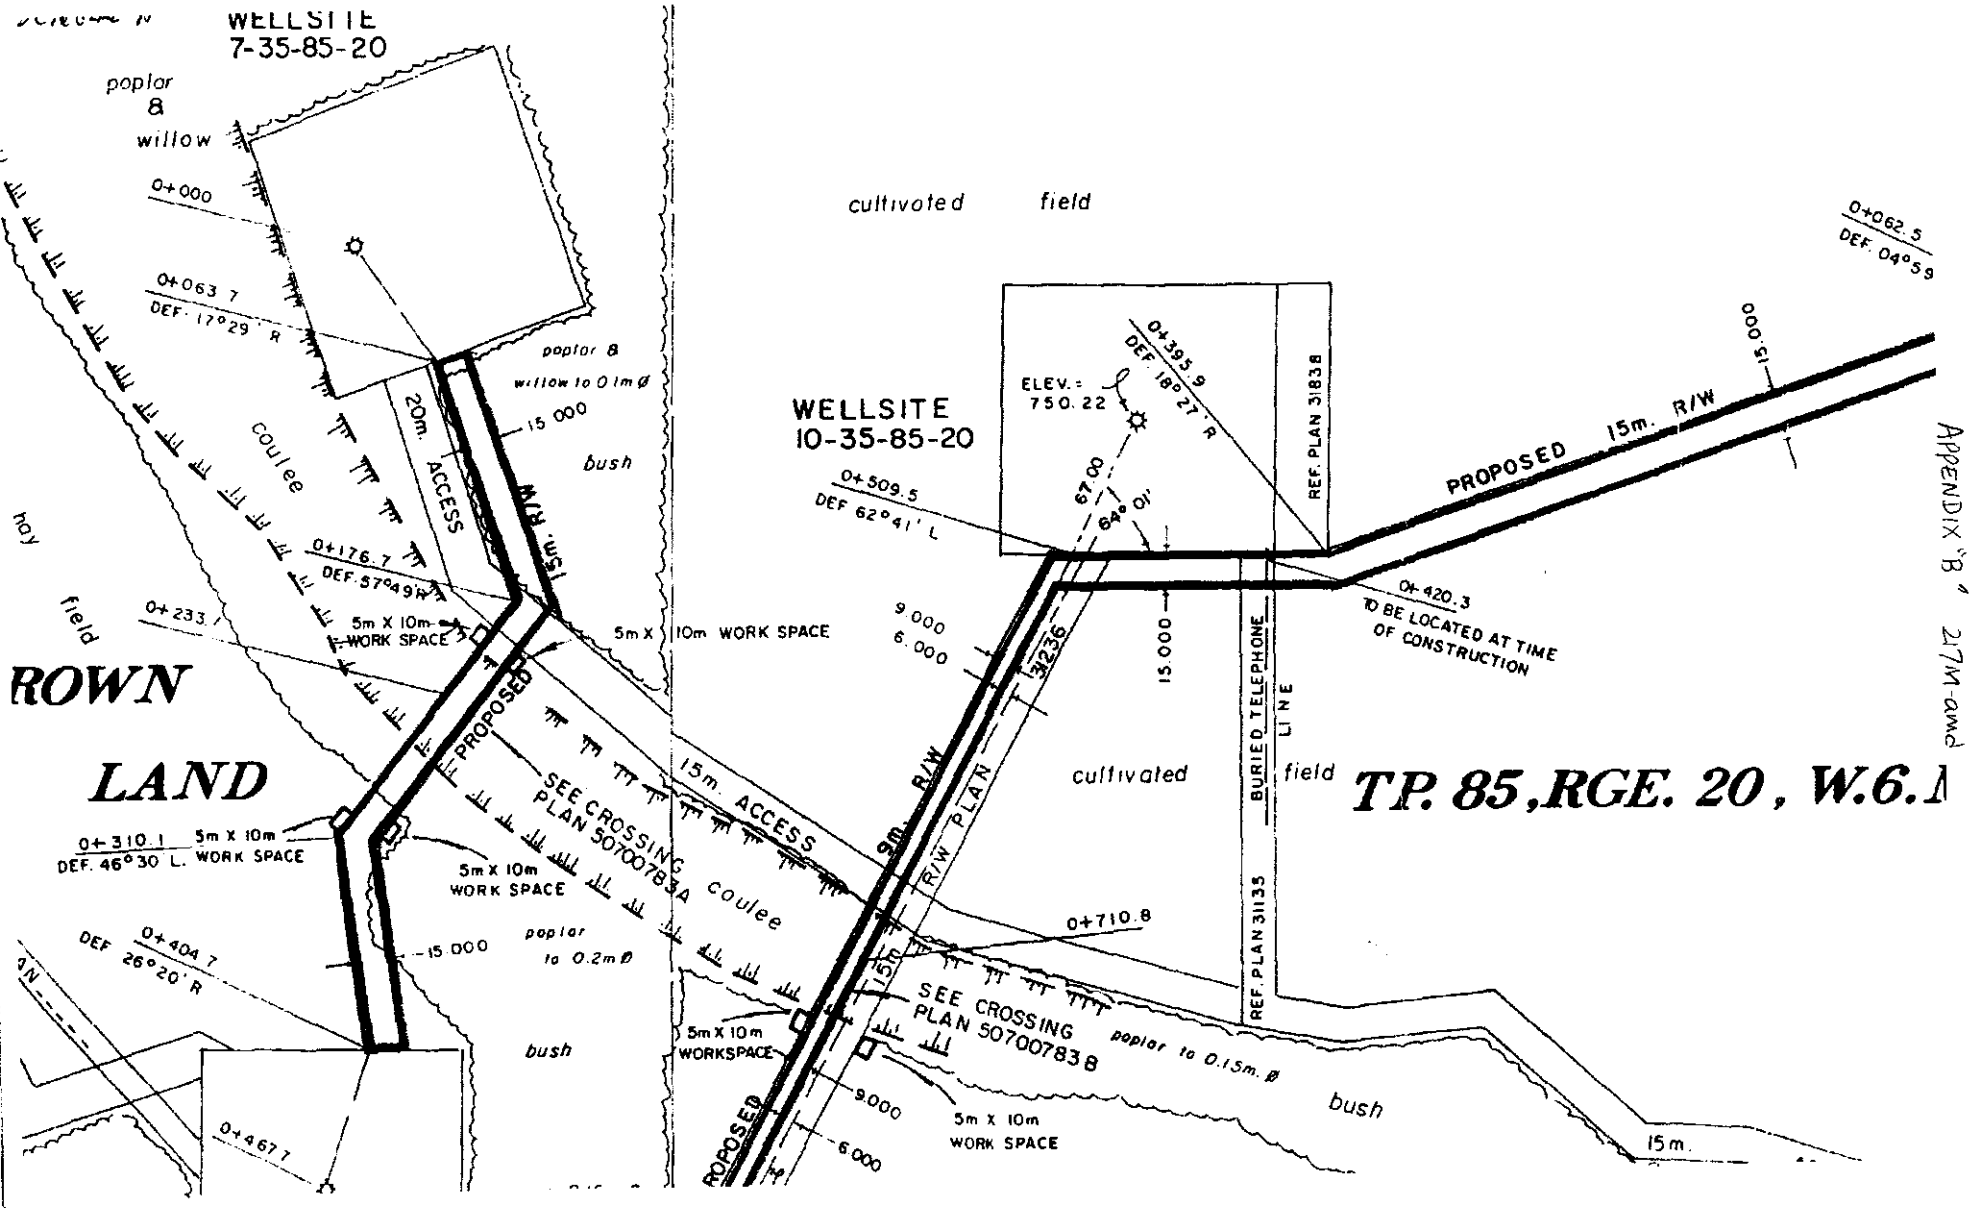 WELLSITE
7-35-85-20
poplar
&
willow
0+000
0+063.7
DEF. 17°29' R
coulee
hay
field
20m.
ACCESS
poplar &
willow to 0.1m Ø
15.000
bush
15m. R/W
0+176.7
DEF. 57°49' R
0+233.1
5m X 10m
WORK SPACE
5m X 10m WORK SPACE
PROPOSED
ROWN
LAND
0+310.1
DEF. 46°30 L.
5m X 10m
WORK SPACE
5m X 10m
WORK SPACE
SEE CROSSING
PLAN 50700783A
coulee
15m. ACCESS
0+404.7
DEF 26°20' R
15.000
poplar
to 0.2m Ø
bush
0+467.7
cultivated field
WELLSITE
10-35-85-20
ELEV.=
750.22
0+395.9
DEF. 18°27' R
REF. PLAN 31838
67.00
64° 01'
0+509.5
DEF 62°41' L
15.000
9.000
6.000
31236
R/W PLAN
9m. R/W
15m
0+420.3
TO BE LOCATED AT TIME
OF CONSTRUCTION
BURIED TELEPHONE
LINE
cultivated field
REF. PLAN 31135
0+710.8
SEE CROSSING
PLAN 50700783B
5m X 10m
WORKSPACE
9.000
6.000
5m X 10m
WORK SPACE
ROPOSED
poplar to 0.15m. Ø
bush
15m.
PROPOSED 15m. R/W
15.000
0+062.5
DEF. 04°59
TP. 85, RGE. 20, W.6.
APPENDIX "B" 217M-amd